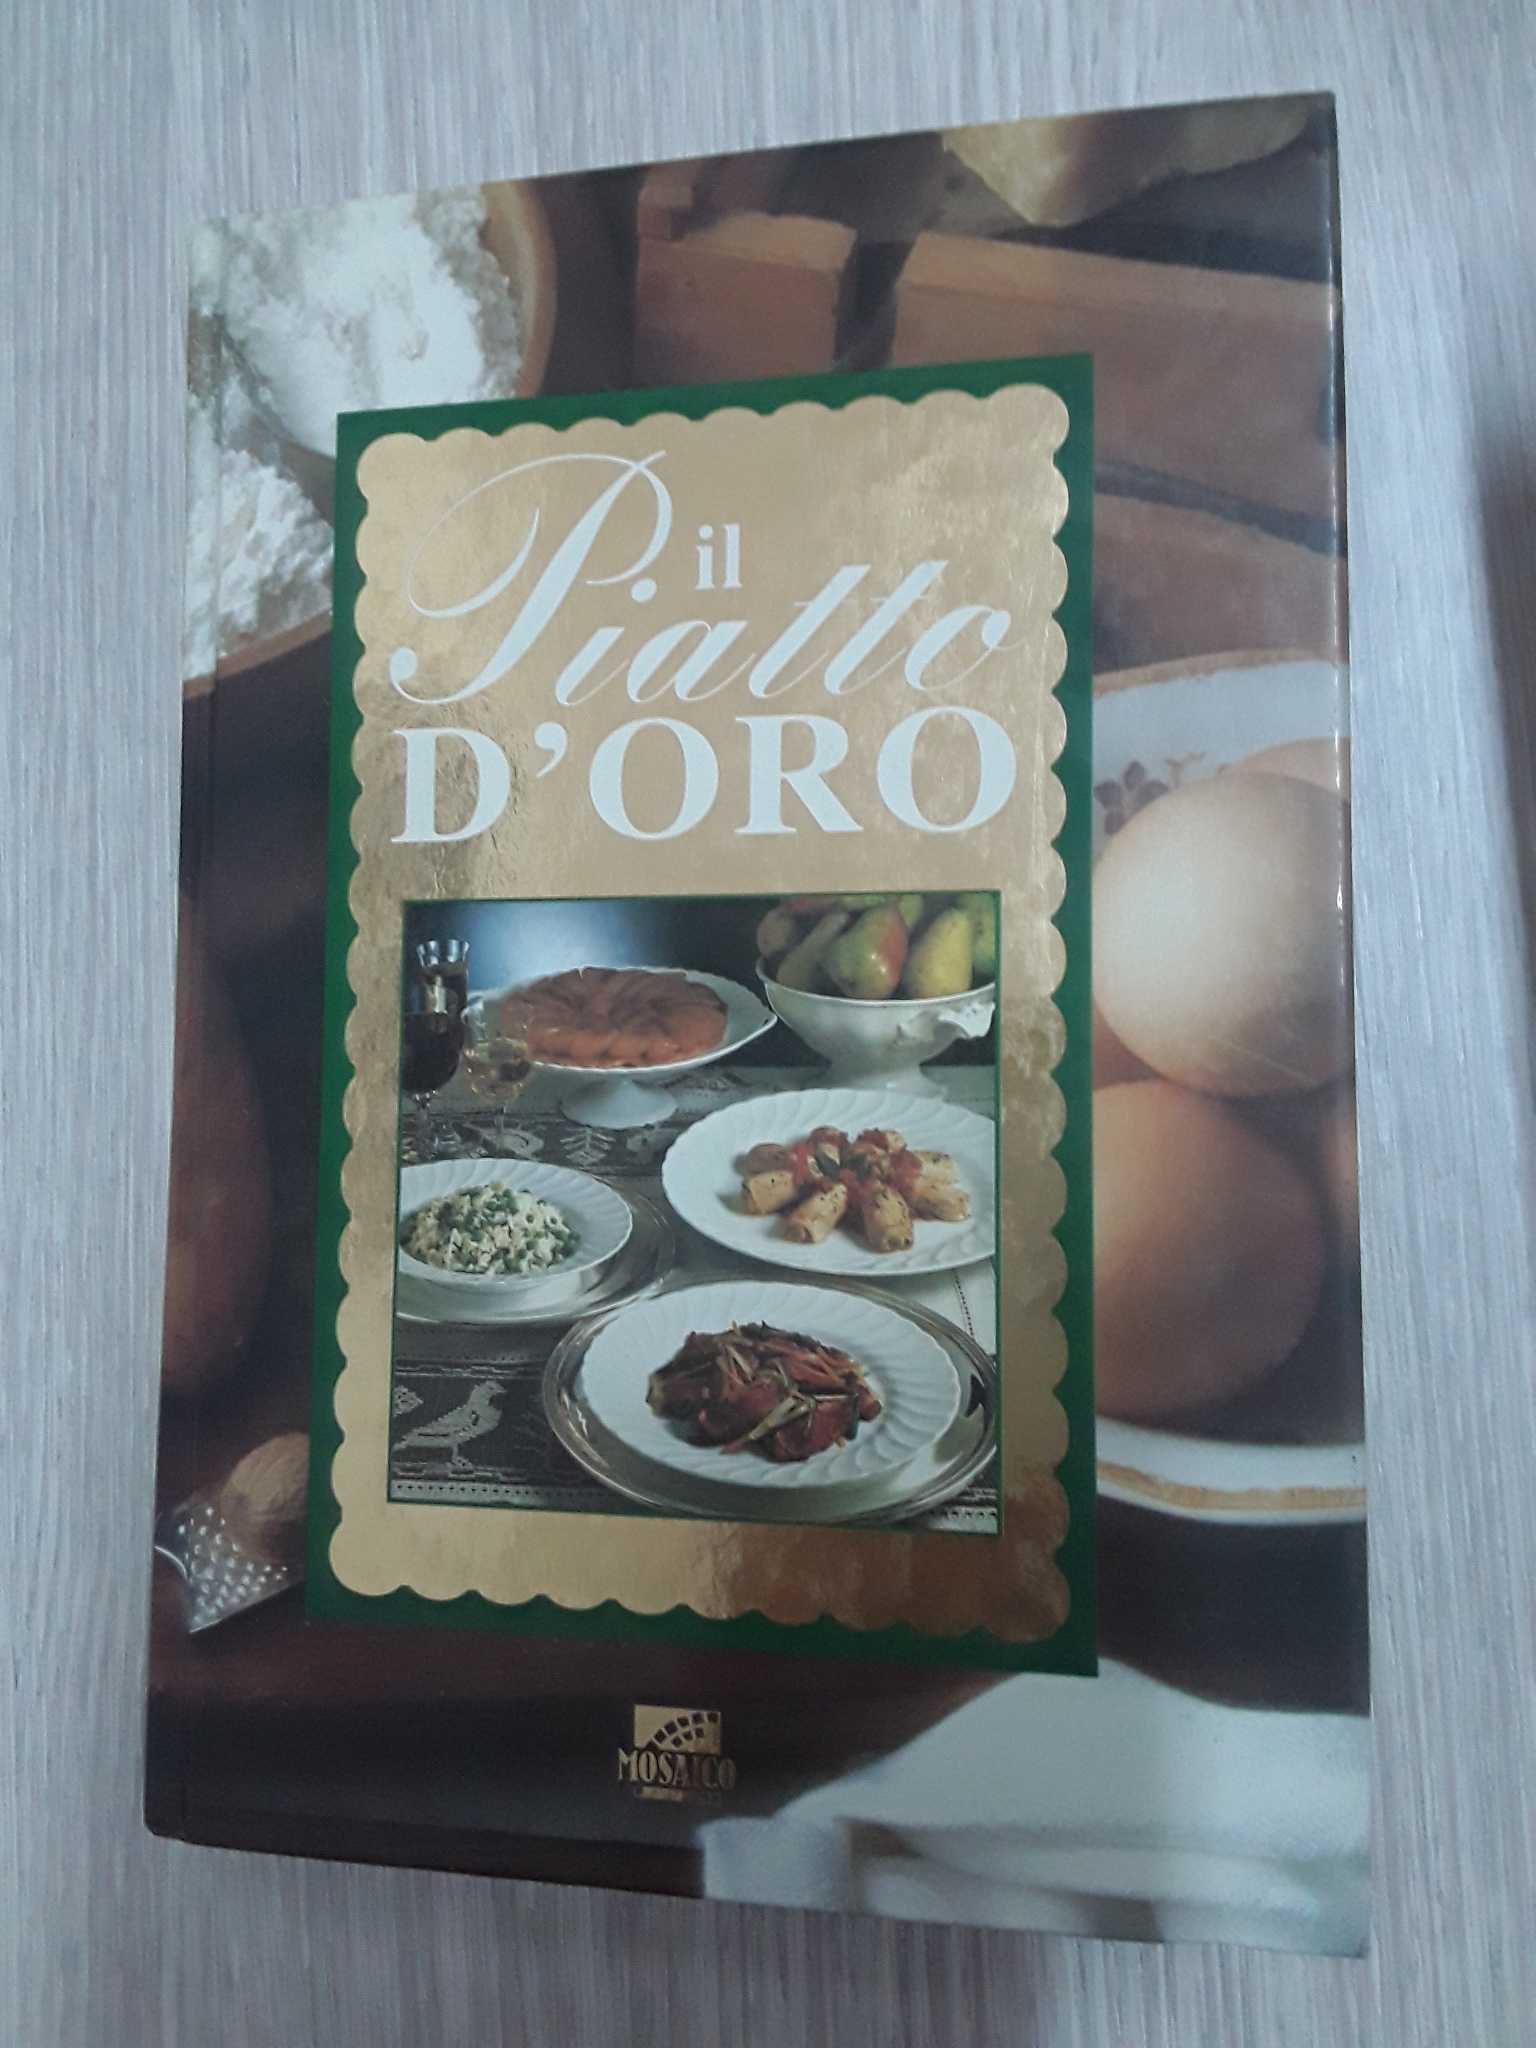 il
Piatto
D'ORO
MOSAICO